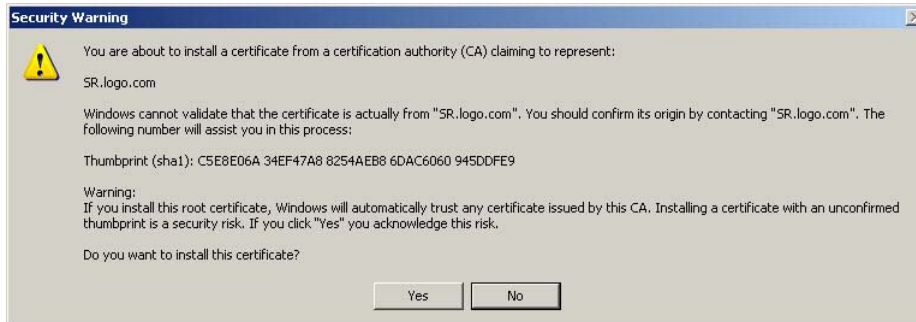 Security Warning
You are about to install a certificate from a certification authority (CA) claiming to represent:
SR.logo.com
Windows cannot validate that the certificate is actually from "SR.logo.com". You should confirm its origin by contacting "SR.logo.com". The
following number will assist you in this process:
Thumbprint (sha1): C5E8E06A 34EF47A8 8254AEB8 6DAC6060 945DDFE9
Warning:
If you install this root certificate, Windows will automatically trust any certificate issued by this CA. Installing a certificate with an unconfirmed
thumbprint is a security risk. If you click "Yes" you acknowledge this risk.
Do you want to install this certificate?
Yes No